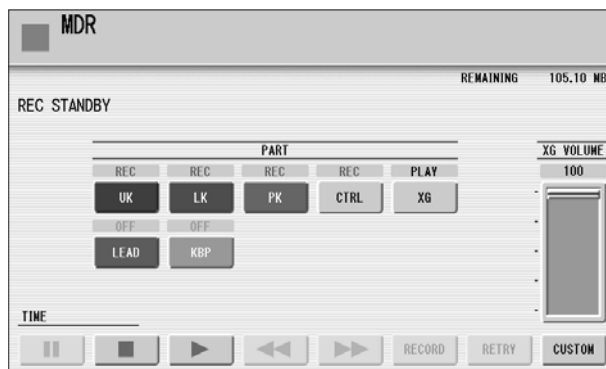 MDR
REMAINING 105.10 MB
REC STANDBY
PART
XG VOLUME
REC REC REC REC PLAY
100
UK LK PK CTRL XG
OFF OFF
LEAD KBP
TIME
RECORD RETRY CUSTOM